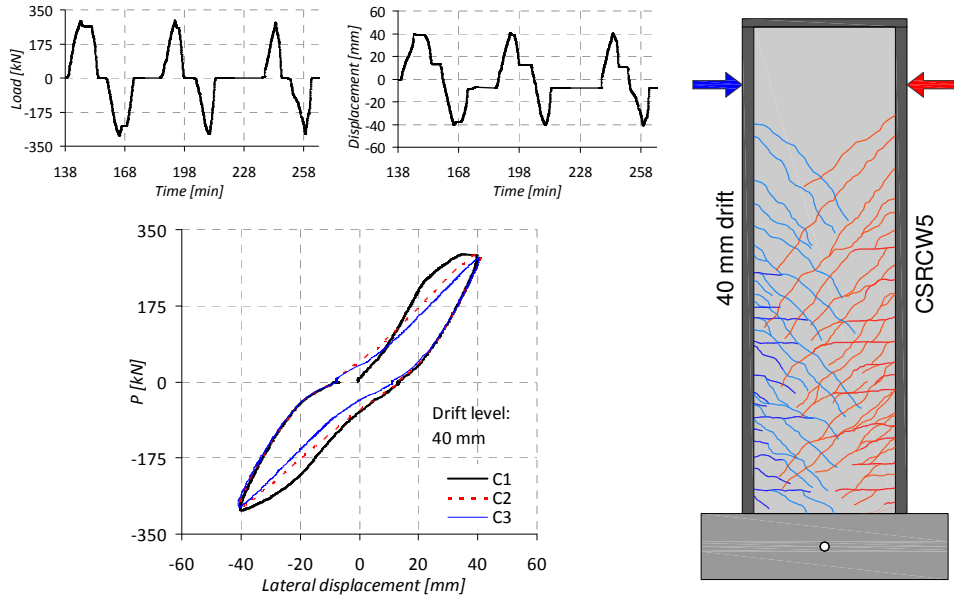 350
175
0
-175
-350
Load [kN]
138 168 198 228 258
Time [min]
60
40
20
0
-20
-40
-60
Displacement [mm]
138 168 198 228 258
Time [min]
350
175
0
-175
-350
P [kN]
-60 -40 -20 0 20 40 60
Lateral displacement [mm]
Drift level:
40 mm
C1
C2
C3
40 mm drift
CSRCW5